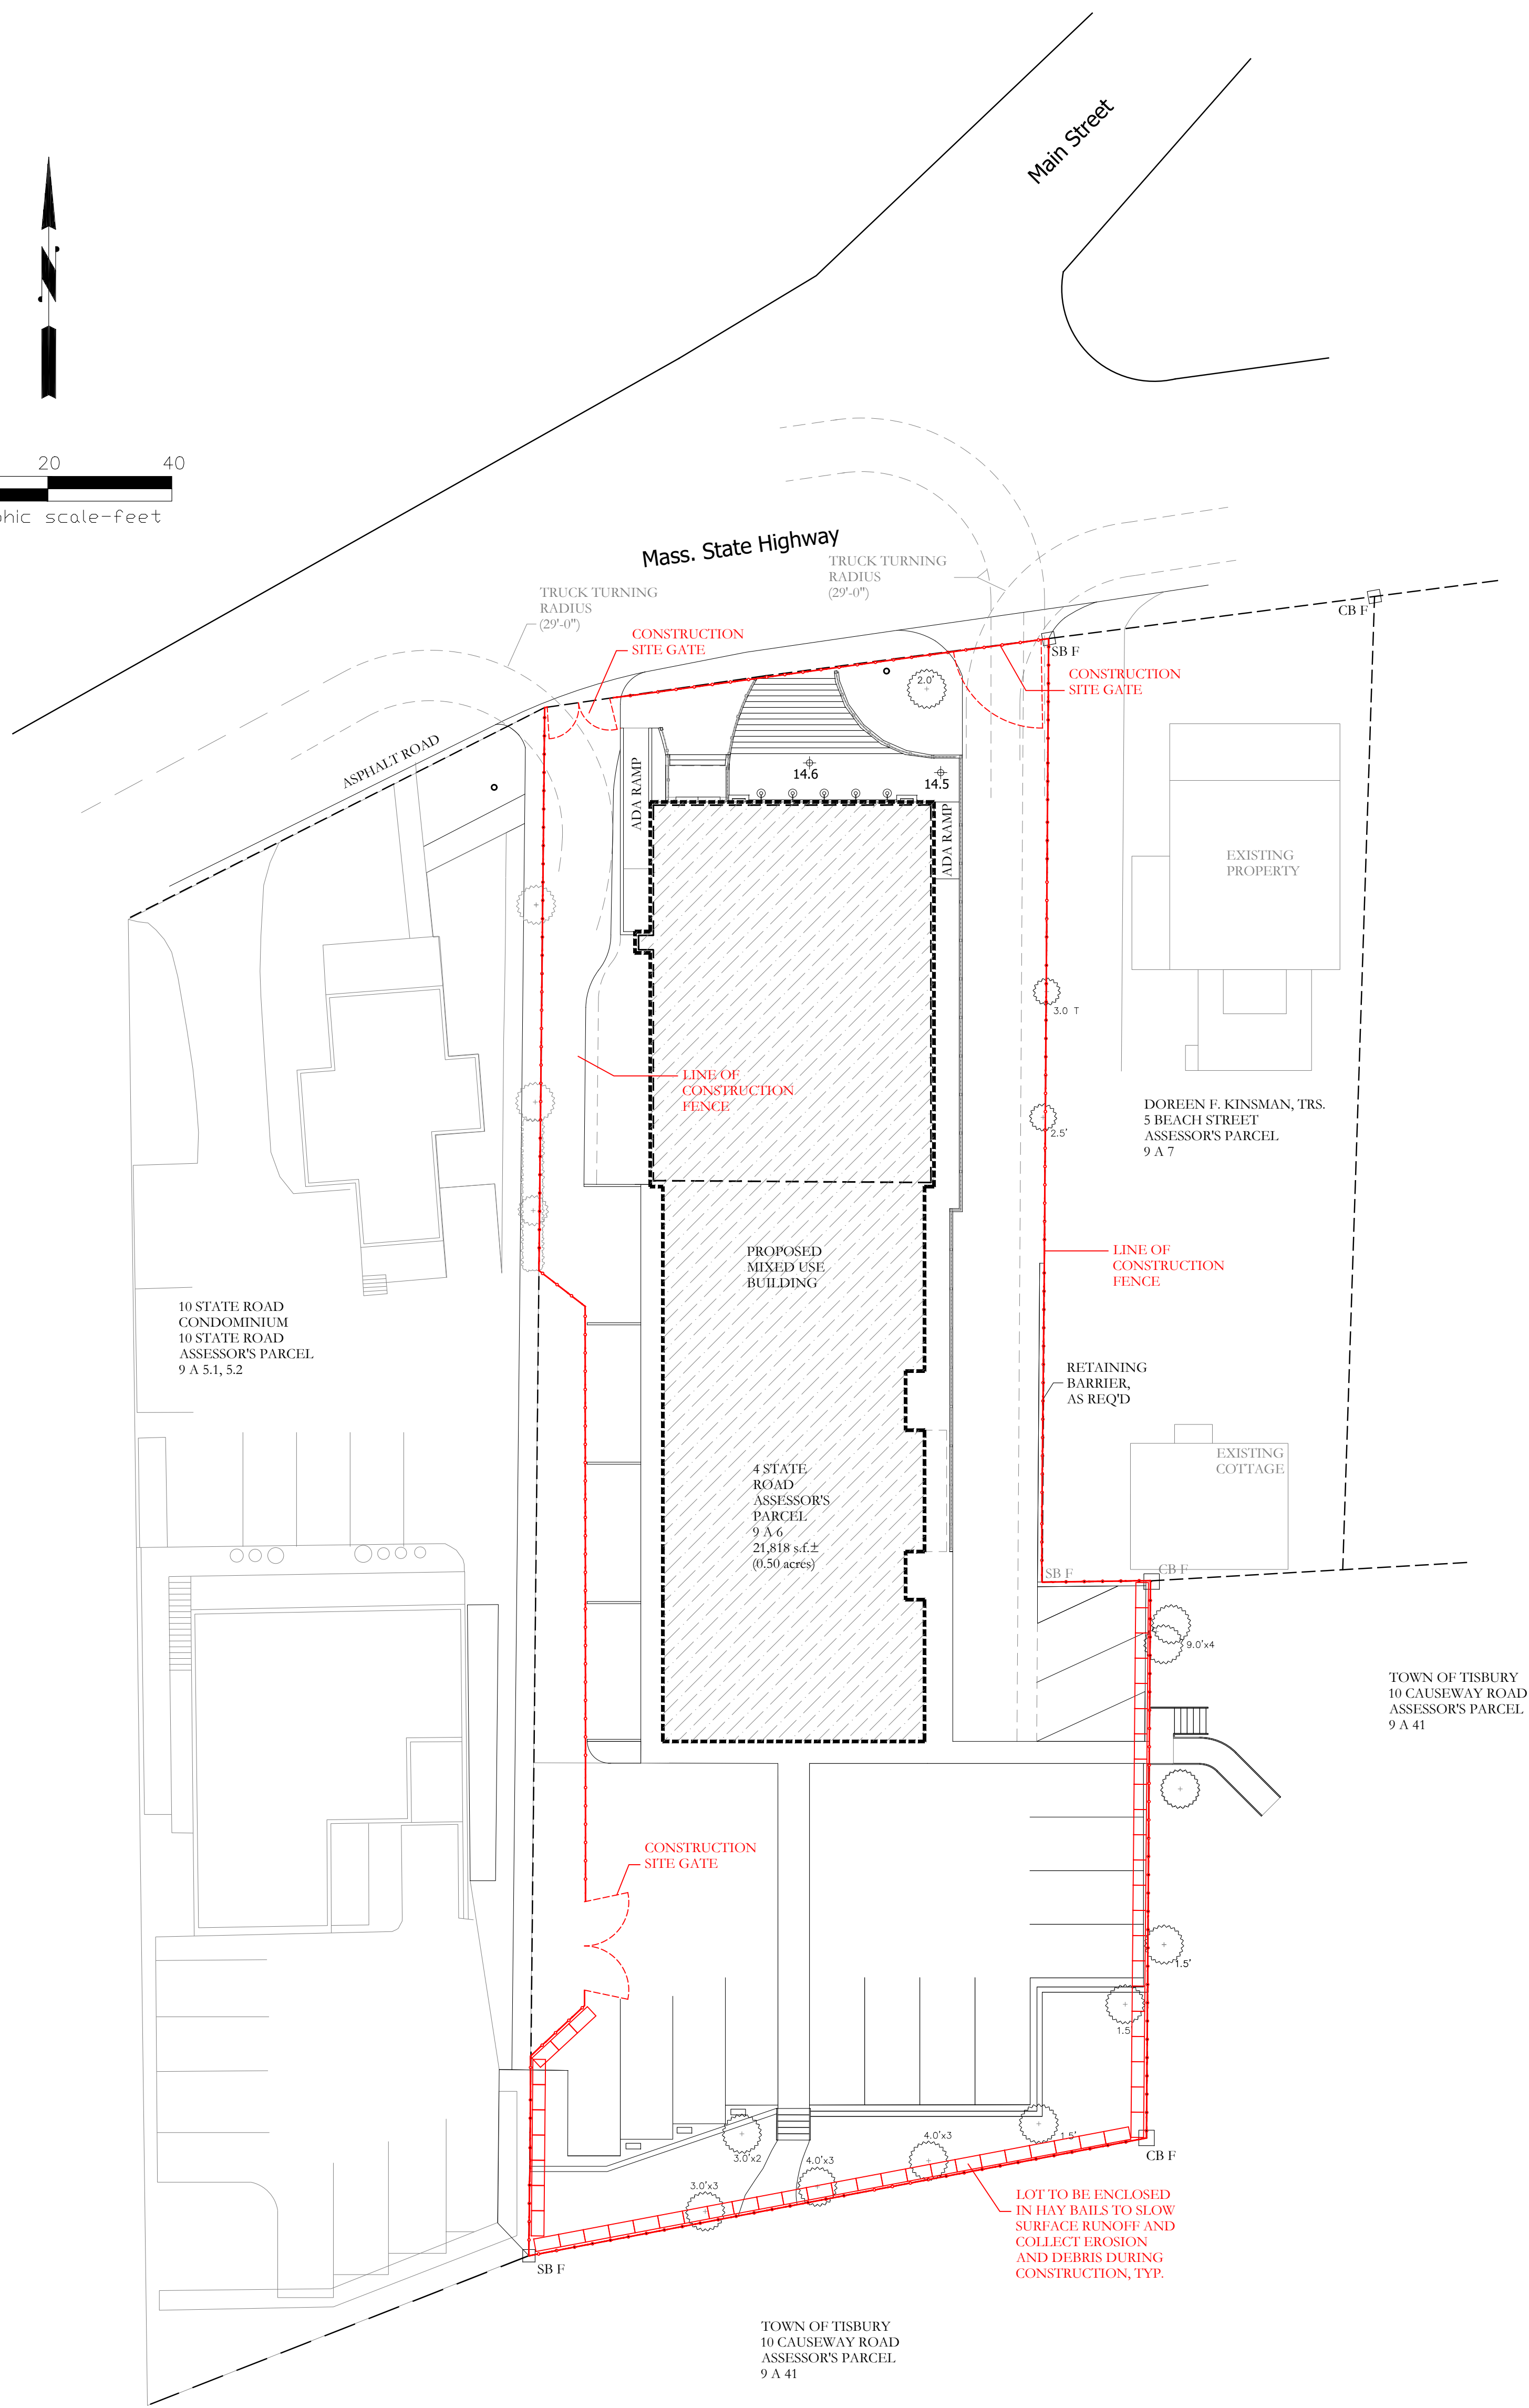 Main Street
N
20 40
phic scale-feet
Mass. State Highway
TRUCK TURNING
RADIUS
(29'-0")
TRUCK TURNING
RADIUS
(29'-0")
CB F
CONSTRUCTION
SITE GATE
SB F
CONSTRUCTION
SITE GATE
2.0'
ASPHALT ROAD
ADA RAMP
14.6
14.5
ADA RAMP
EXISTING
PROPERTY
3.0 T
LINE OF
CONSTRUCTION
FENCE
2.5'
DOREEN F. KINSMAN, TRS.
5 BEACH STREET
ASSESSOR'S PARCEL
9 A 7
PROPOSED
MIXED USE
BUILDING
LINE OF
CONSTRUCTION
FENCE
10 STATE ROAD
CONDOMINIUM
10 STATE ROAD
ASSESSOR'S PARCEL
9 A 5.1, 5.2
RETAINING
BARRIER,
AS REQ'D
EXISTING
COTTAGE
4 STATE
ROAD
ASSESSOR'S
PARCEL
9 A 6
21,818 s.f.±
(0.50 acres)
SB F
CB F
9.0'x4
TOWN OF TISBURY
10 CAUSEWAY ROAD
ASSESSOR'S PARCEL
9 A 41
CONSTRUCTION
SITE GATE
1.5'
1.5
3.0'x2
4.0'x3
4.0'x3
1.5'
3.0'x3
CB F
LOT TO BE ENCLOSED
IN HAY BAILS TO SLOW
SURFACE RUNOFF AND
COLLECT EROSION
AND DEBRIS DURING
CONSTRUCTION, TYP.
SB F
TOWN OF TISBURY
10 CAUSEWAY ROAD
ASSESSOR'S PARCEL
9 A 41